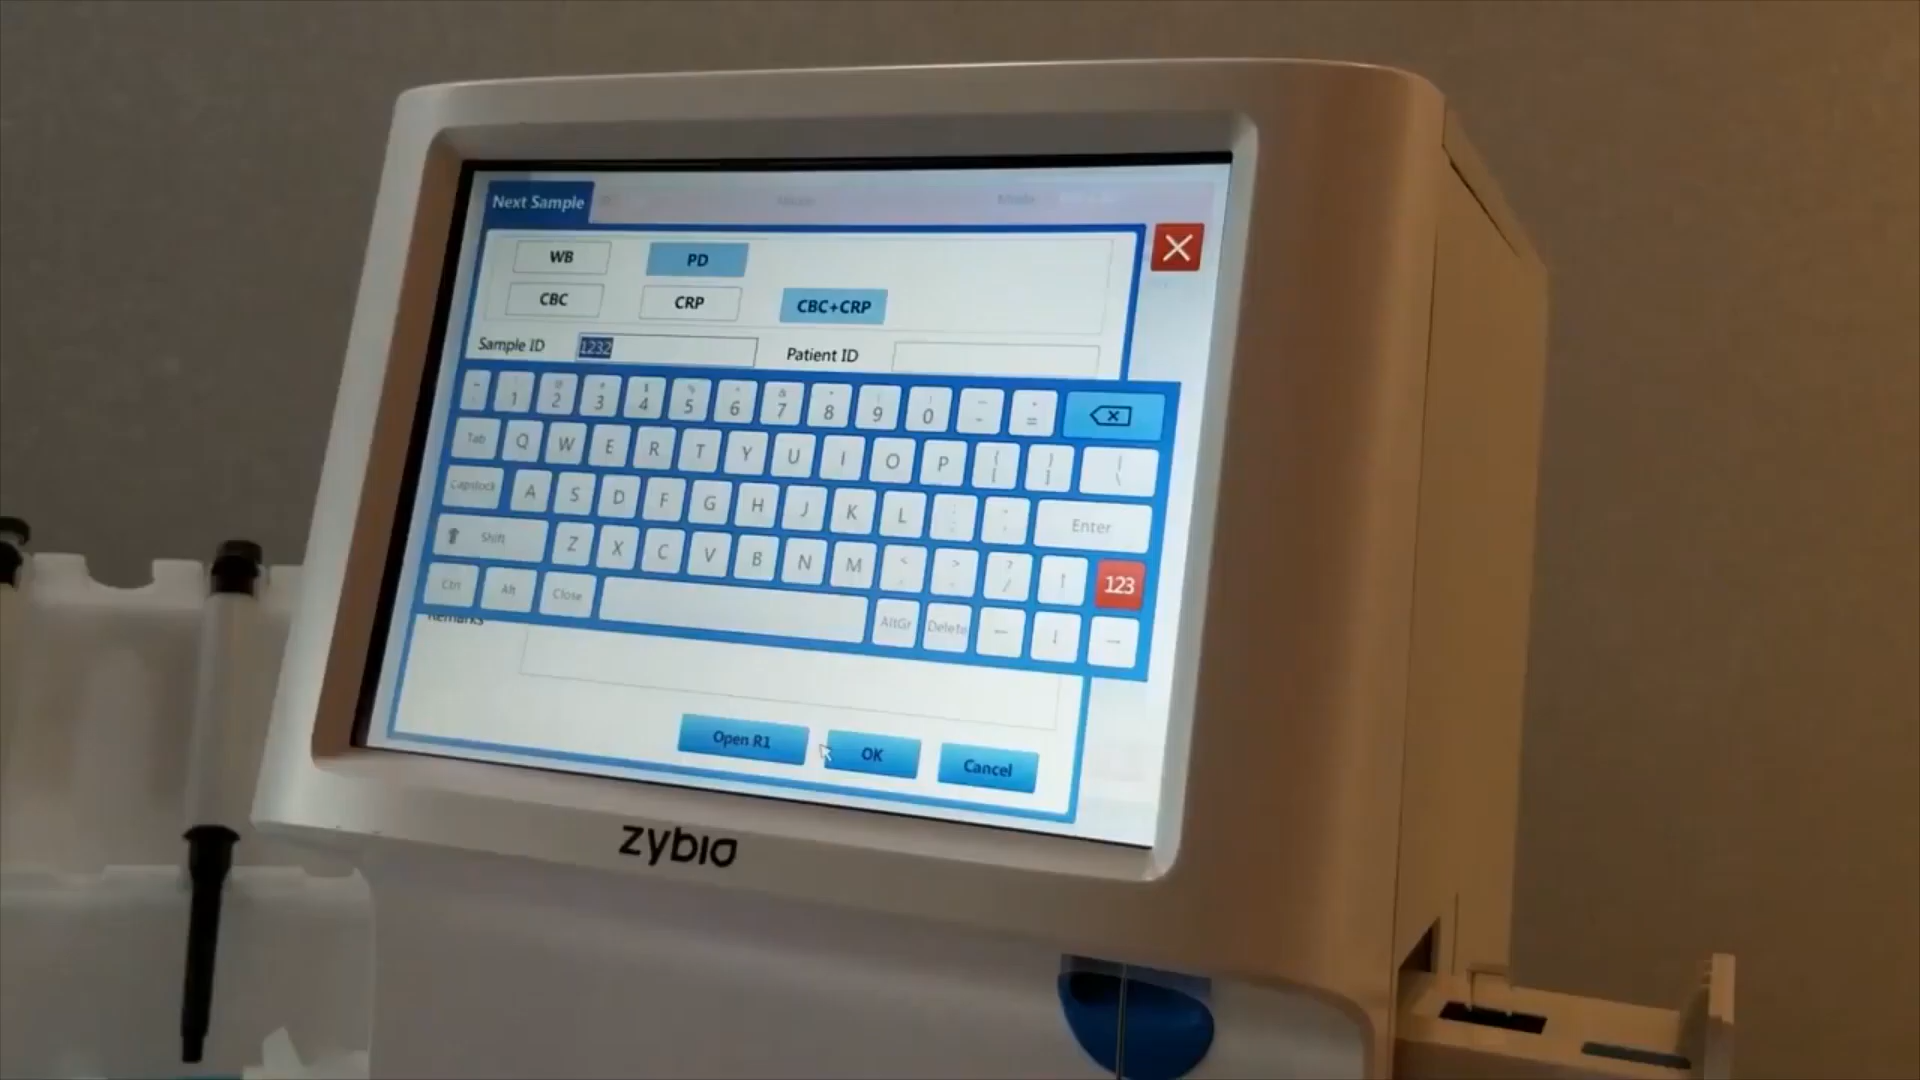 Next Sample
Mode
WB PD
CBC CRP CBC+CRP
Sample ID 1232 Patient ID
1 2 3 4 5 6 7 8 9 0 - =
Tab Q W E R T Y U I O P { [ } ] | \
Capslock A S D F G H J K L Enter
Shift Z X C V B N M < > ? / ↑ 123
Ctrl Alt Close AltGr Delete ← ↓ →
Remarks
Open R1 OK Cancel
zybio